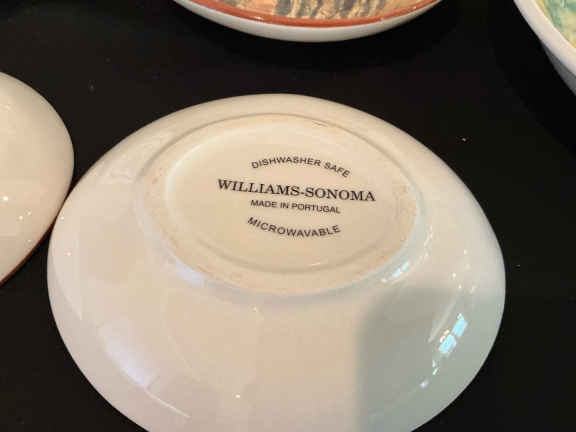 DISHWASHER SAFE
WILLIAMS-SONOMA
MADE IN PORTUGAL
MICROWAVABLE